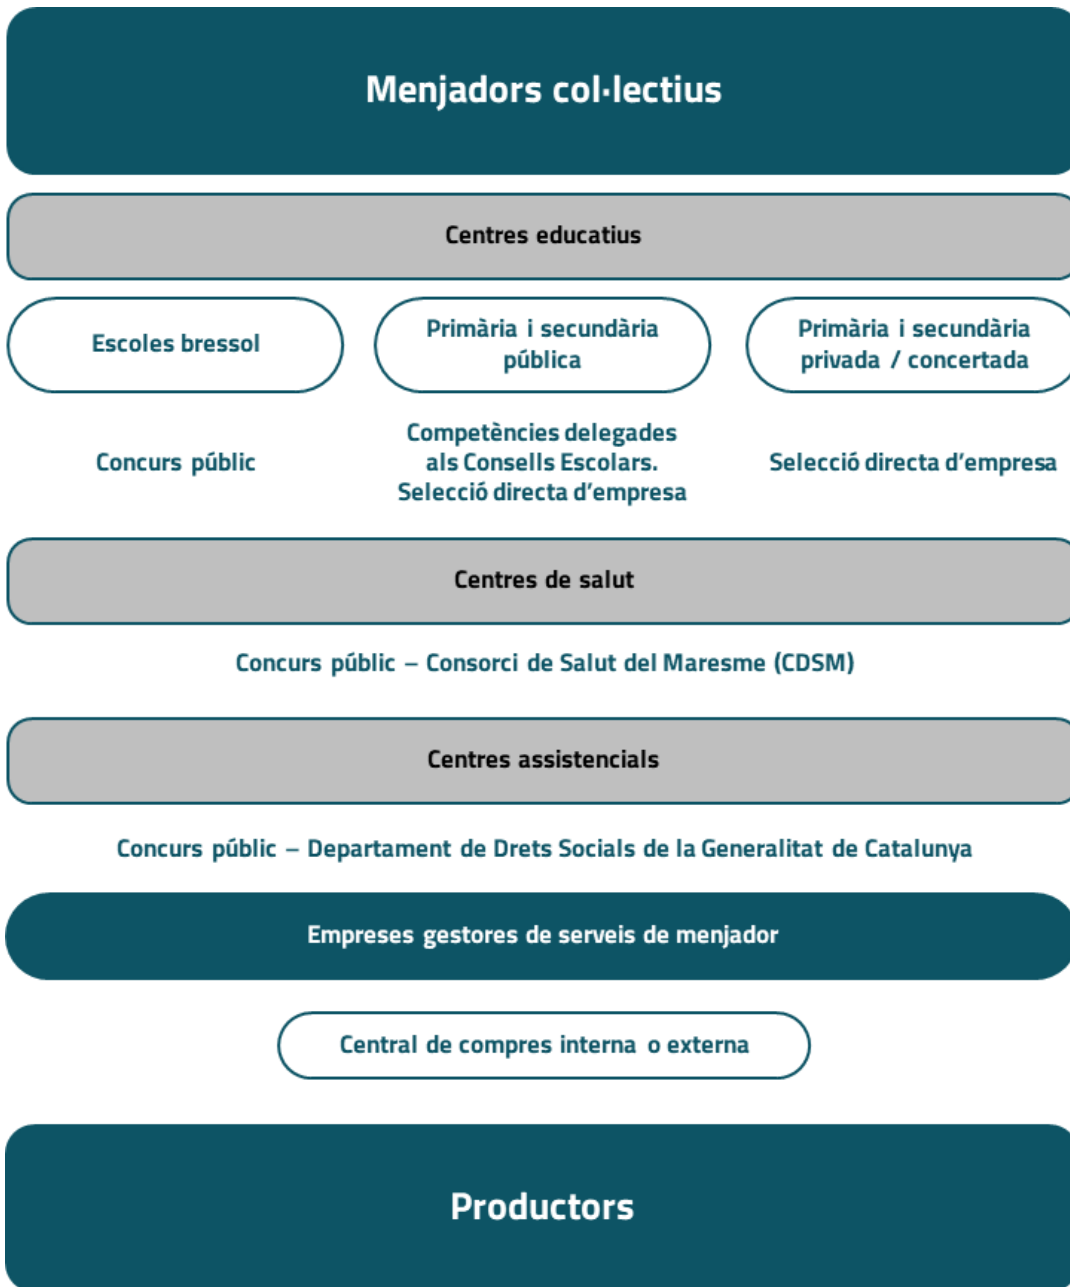 Menjadors col·lectius
Centres educatius
Escoles bressol
Primària i secundària
pública
Primària i secundària
privada / concertada
Concurs públic
Competències delegades
als Consells Escolars.
Selecció directa d’empresa
Selecció directa d’empresa
Centres de salut
Concurs públic – Consorci de Salut del Maresme (CDSM)
Centres assistencials
Concurs públic – Departament de Drets Socials de la Generalitat de Catalunya
Empreses gestores de serveis de menjador
Central de compres interna o externa
Productors